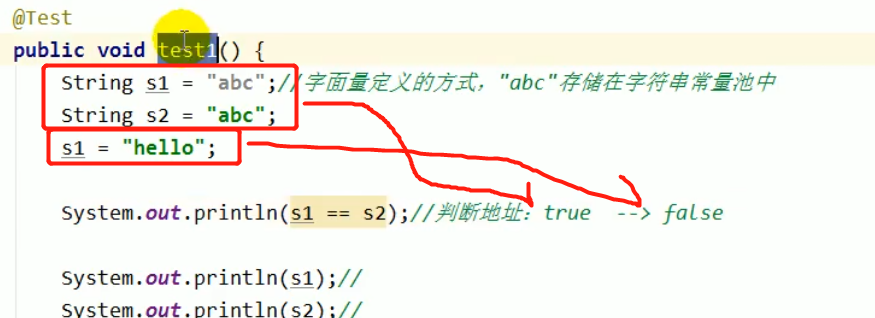 @Test
public void test1() {
String s1 = "abc";//字面量定义的方式，"abc"存储在字符串常量池中
String s2 = "abc";
s1 = "hello";
System.out.println(s1 == s2);//判断地址：true --> false
System.out.println(s1);//
System.out.println(s2);//